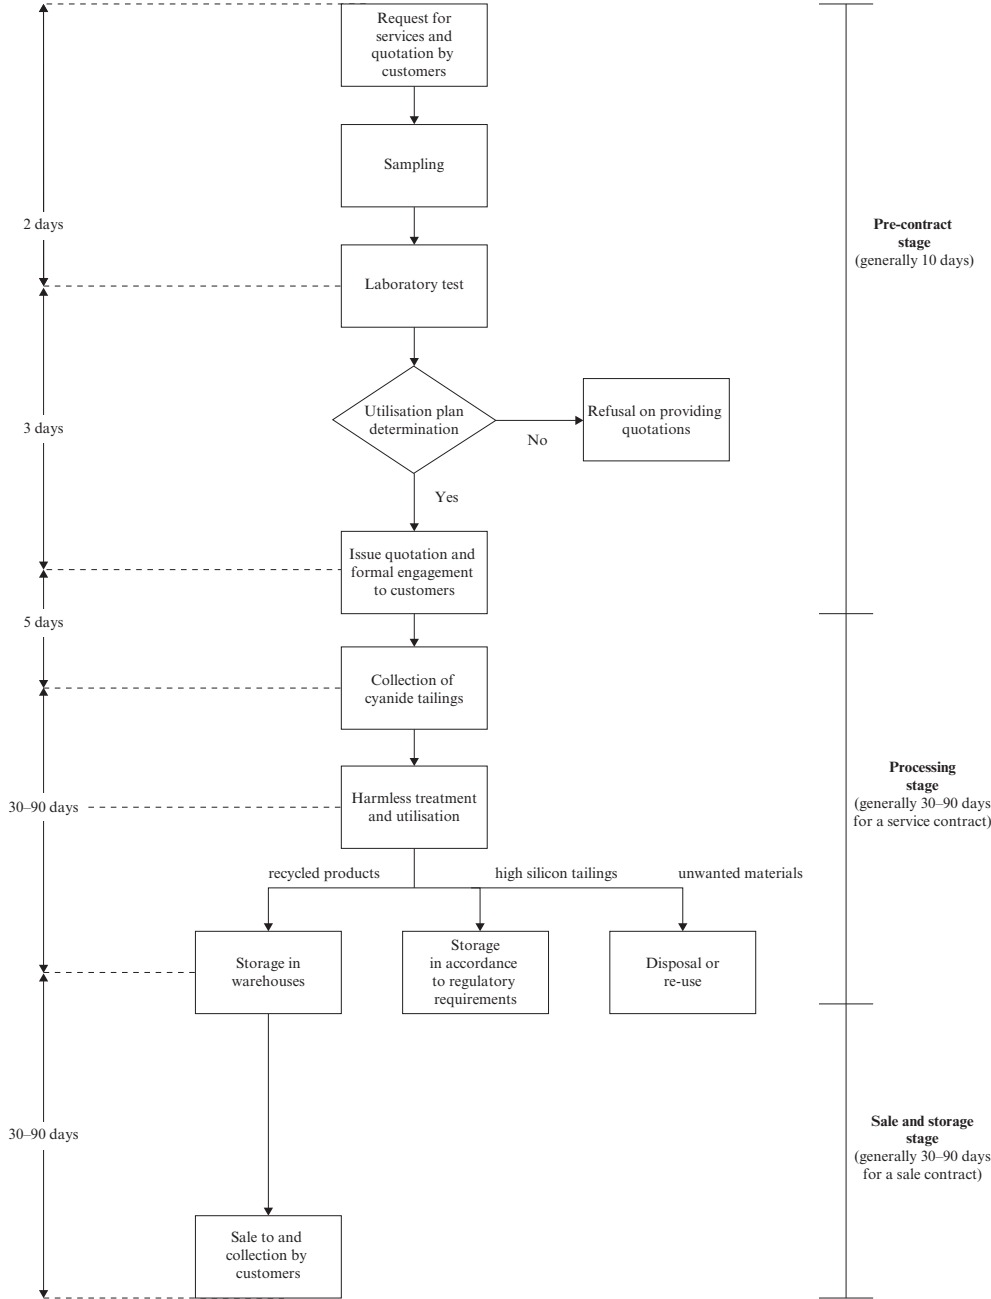 Request for
services and
quotation by
customers
Sampling
2 days
Pre-contract
stage
(generally 10 days)
Laboratory test
Utilisation plan
determination
Refusal on providing
quotations
No
3 days
Yes
Issue quotation and
formal engagement
to customers
5 days
Collection of
cyanide tailings
Processing
stage
(generally 30–90 days
for a service contract)
Harmless treatment
and utilisation
30–90 days
recycled products
high silicon tailings
unwanted materials
Storage in
warehouses
Storage
in accordance
to regulatory
requirements
Disposal or
re-use
30–90 days
Sale and storage
stage
(generally 30–90 days
for a sale contract)
Sale to and
collection by
customers